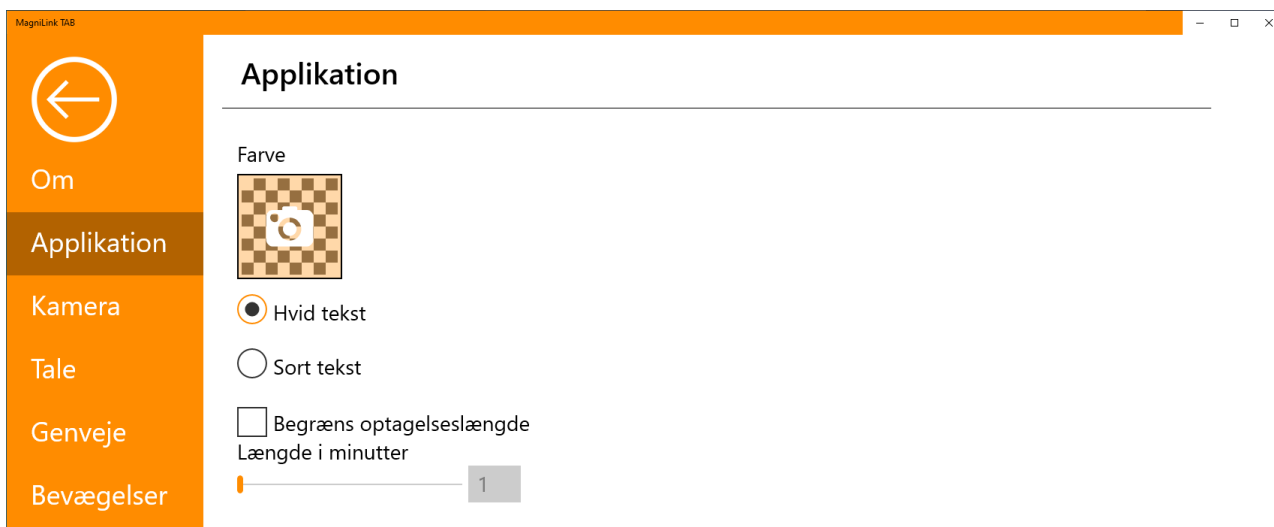 MagniLink TAB
Applikation
Om
Applikation
Kamera
Tale
Genveje
Bevægelser
Farve
Hvid tekst
Sort tekst
Begræns optagelseslængde
Længde i minutter
1